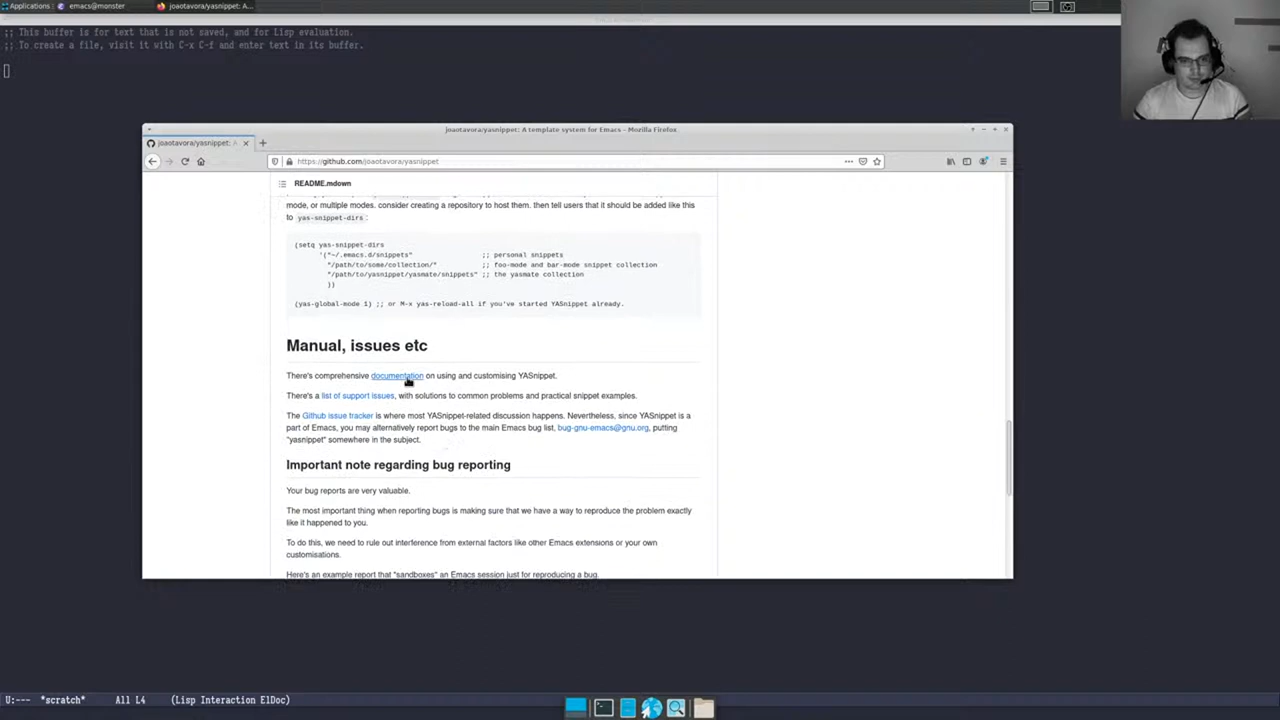 Applications
emacs@monster
joaotavora/yasnippet: A...
;; This buffer is for text that is not saved, and for Lisp evaluation.
;; To create a file, visit it with C-x C-f and enter text in its buffer.
joaotavora/yasnippet: A template system for Emacs - Mozilla Firefox
joaotavora/yasnippet: A
https://github.com/joaotavora/yasnippet
README.mdown
mode, or multiple modes. consider creating a repository to host them. then tell users that it should be added like this
to yas-snippet-dirs:
(setq yas-snippet-dirs
'("~/.emacs.d/snippets" ;; personal snippets
"/path/to/some/collection/" ;; foo-mode and bar-mode snippet collection
"/path/to/yasnippet/yasmate/snippets" ;; the yasmate collection
))
(yas-global-mode 1) ;; or M-x yas-reload-all if you've started YASnippet already.
Manual, issues etc
There's comprehensive documentation on using and customising YASnippet.
There's a list of support issues, with solutions to common problems and practical snippet examples.
The Github issue tracker is where most YASnippet-related discussion happens. Nevertheless, since YASnippet is a
part of Emacs, you may alternatively report bugs to the main Emacs bug list, bug-gnu-emacs@gnu.org, putting
"yasnippet" somewhere in the subject.
Important note regarding bug reporting
Your bug reports are very valuable.
The most important thing when reporting bugs is making sure that we have a way to reproduce the problem exactly
like it happened to you.
To do this, we need to rule out interference from external factors like other Emacs extensions or your own
customisations.
Here's an example report that "sandboxes" an Emacs session just for reproducing a bug.
U:--- *scratch* All L4 (Lisp Interaction ElDoc)